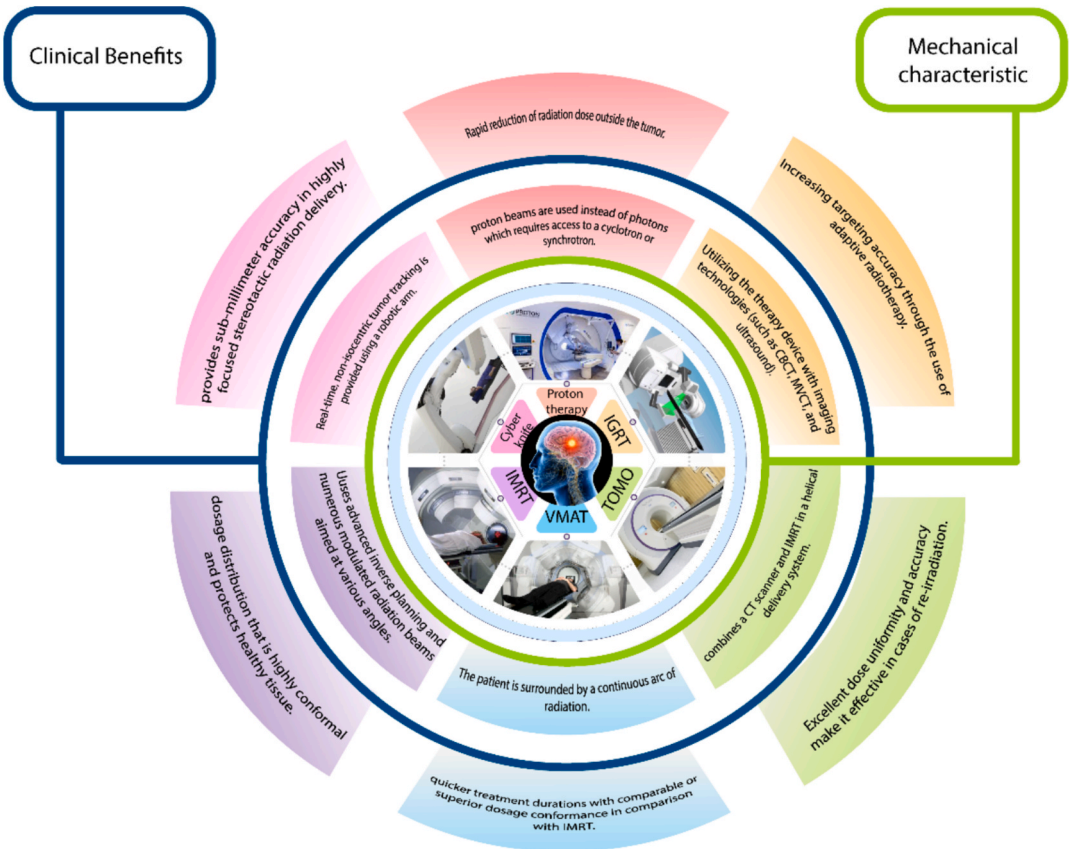 Clinical Benefits
Mechanical
characteristic
Rapid reduction of radiation dose outside the tumor.
proton beams are used instead of photons
which requires access to a cyclotron or
synchrotron.
Increasing targeting accuracy through the use of
adaptive radiotherapy.
Utilizing the therapy device with imaging
technologies (such as CBCT, MVCT, and
ultrasound).
provides sub-millimeter accuracy in highly
focused stereotactic radiation delivery.
Real-time, non-isocentric tumor tracking is
provided using a robotic arm.
Proton
therapy
IGRT
TOMO
VMAT
IMRT
Cyber
knife
Uuses advanced inverse planning and
numerous modulated radiation beams
aimed at various angles.
dosage distribution that is highly conformal
and protects healthy tissue.
combines a CT scanner and IMRT in a helical
delivery system.
Excellent dose uniformity and accuracy
make it effective in cases of re-irradiation.
The patient is surrounded by a continuous arc of
radiation.
quicker treatment durations with comparable or
superior dosage conformance in comparison
with IMRT.